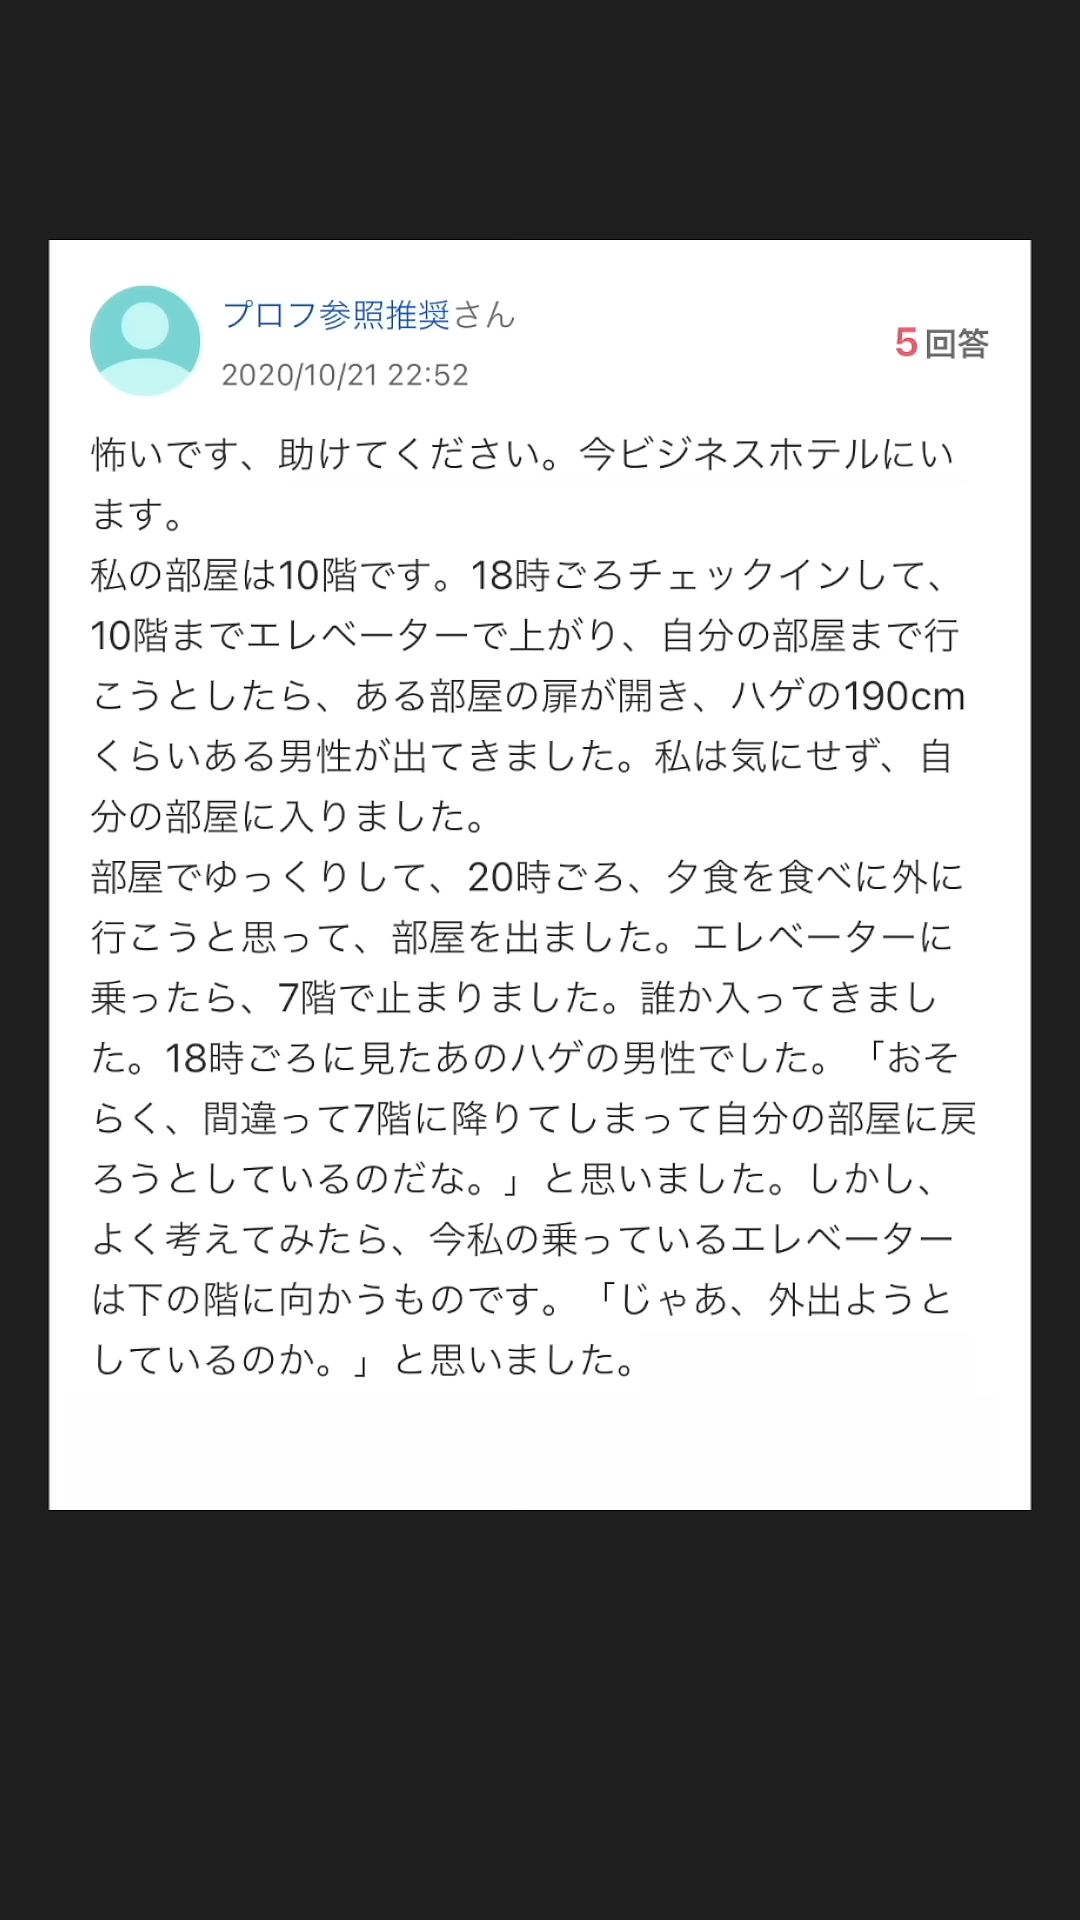 プロフ参照推奨さん
2020/10/21 22:52
5回答
怖いです、助けてください。今ビジネスホテルにい
ます。
私の部屋は10階です。18時ごろチェックインして、
10階までエレベーターで上がり、自分の部屋まで行
こうとしたら、ある部屋の扉が開き、ハゲの190cm
くらいある男性が出てきました。私は気にせず、自
分の部屋に入りました。
部屋でゆっくりして、20時ごろ、夕食を食べに外に
行こうと思って、部屋を出ました。エレベーターに
乗ったら、7階で止まりました。誰か入ってきまし
た。18時ごろに見たあのハゲの男性でした。「おそ
らく、間違って7階に降りてしまって自分の部屋に戻
ろうとしているのだな。」と思いました。しかし、
よく考えてみたら、今私の乗っているエレベーター
は下の階に向かうものです。「じゃあ、外出ようと
しているのか。」と思いました。